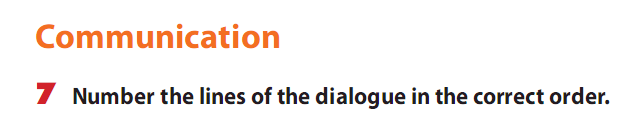 Communication
7 Number the lines of the dialogue in the correct order.